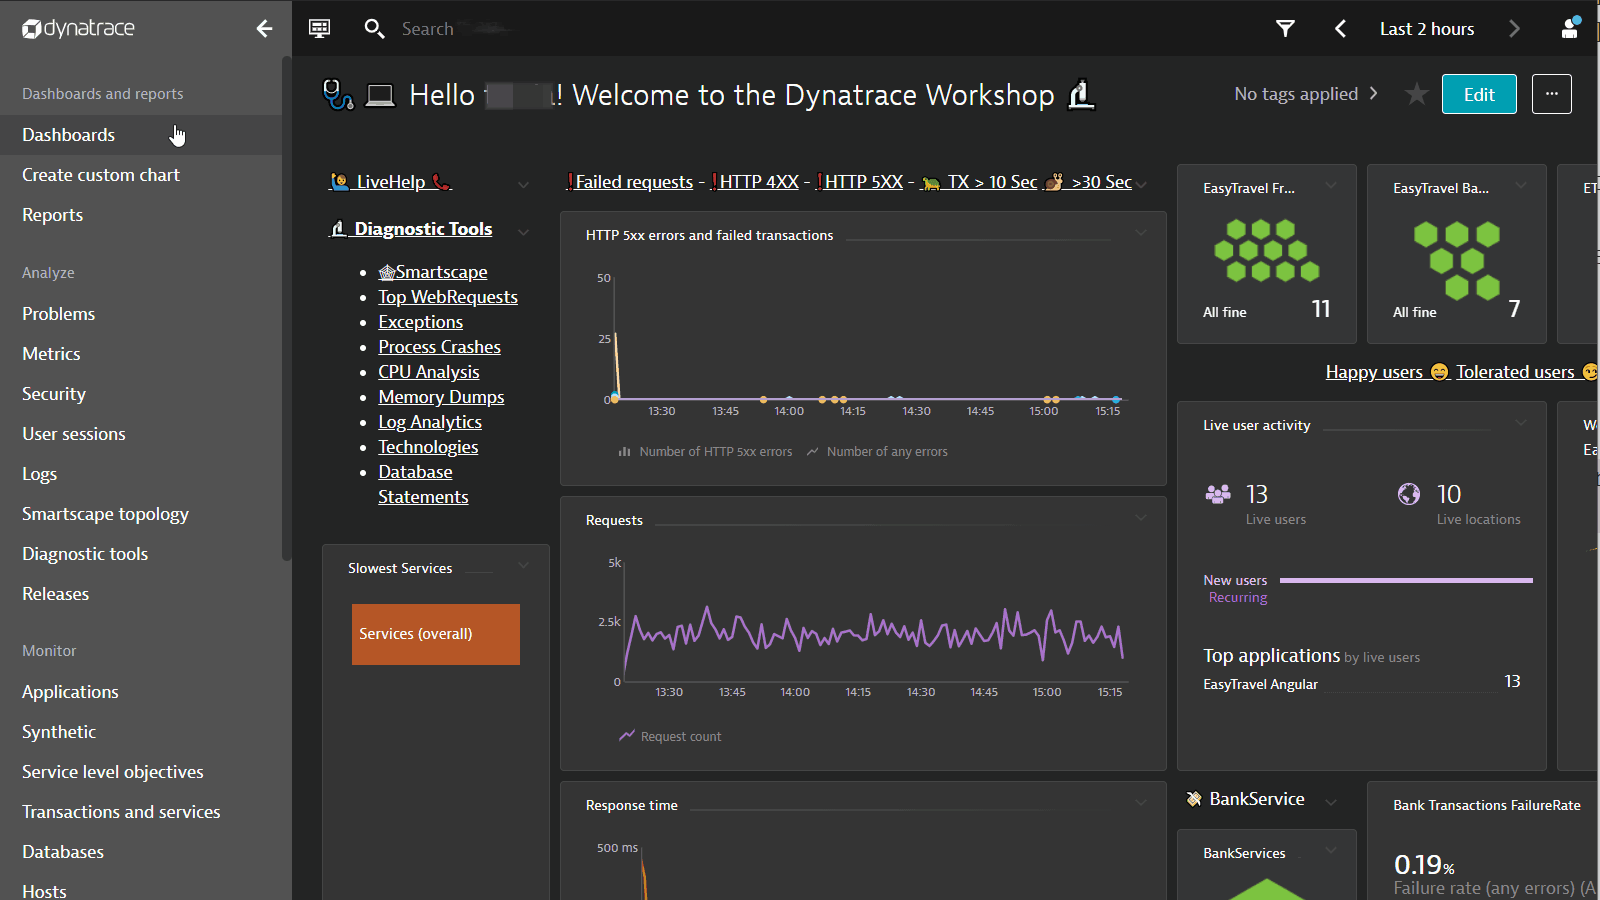 dynatrace
Dashboards and reports
Dashboards
Create custom chart
Reports
Analyze
Problems
Metrics
Security
User sessions
Logs
Smartscape topology
Diagnostic tools
Releases
Monitor
Applications
Synthetic
Service level objectives
Transactions and services
Databases
Hosts
Search
Last 2 hours
Hello ! Welcome to the Dynatrace Workshop
No tags applied
Edit
...
LiveHelp
Diagnostic Tools
Smartscape
Top WebRequests
Exceptions
Process Crashes
CPU Analysis
Memory Dumps
Log Analytics
Technologies
Database
Statements
Slowest Services
Services (overall)
❗Failed requests - ❗HTTP 4XX - ❗HTTP 5XX - 🐢 TX > 10 Sec 🐌 >30 Sec
HTTP 5xx errors and failed transactions
50
25
0
13:30 13:45 14:00 14:15 14:30 14:45 15:00 15:15
Number of HTTP 5xx errors Number of any errors
Requests
5k
2.5k
0
13:30 13:45 14:00 14:15 14:30 14:45 15:00 15:15
Request count
Response time
500 ms
EasyTravel Fr...
All fine 11
EasyTravel Ba...
All fine 7
ET
Happy users 😄 Tolerated users
Live user activity
13
Live users
10
Live locations
New users
Recurring
Top applications by live users
EasyTravel Angular 13
Ea
BankService
BankServices
Bank Transactions FailureRate
0.19%
Failure rate (any errors) (A